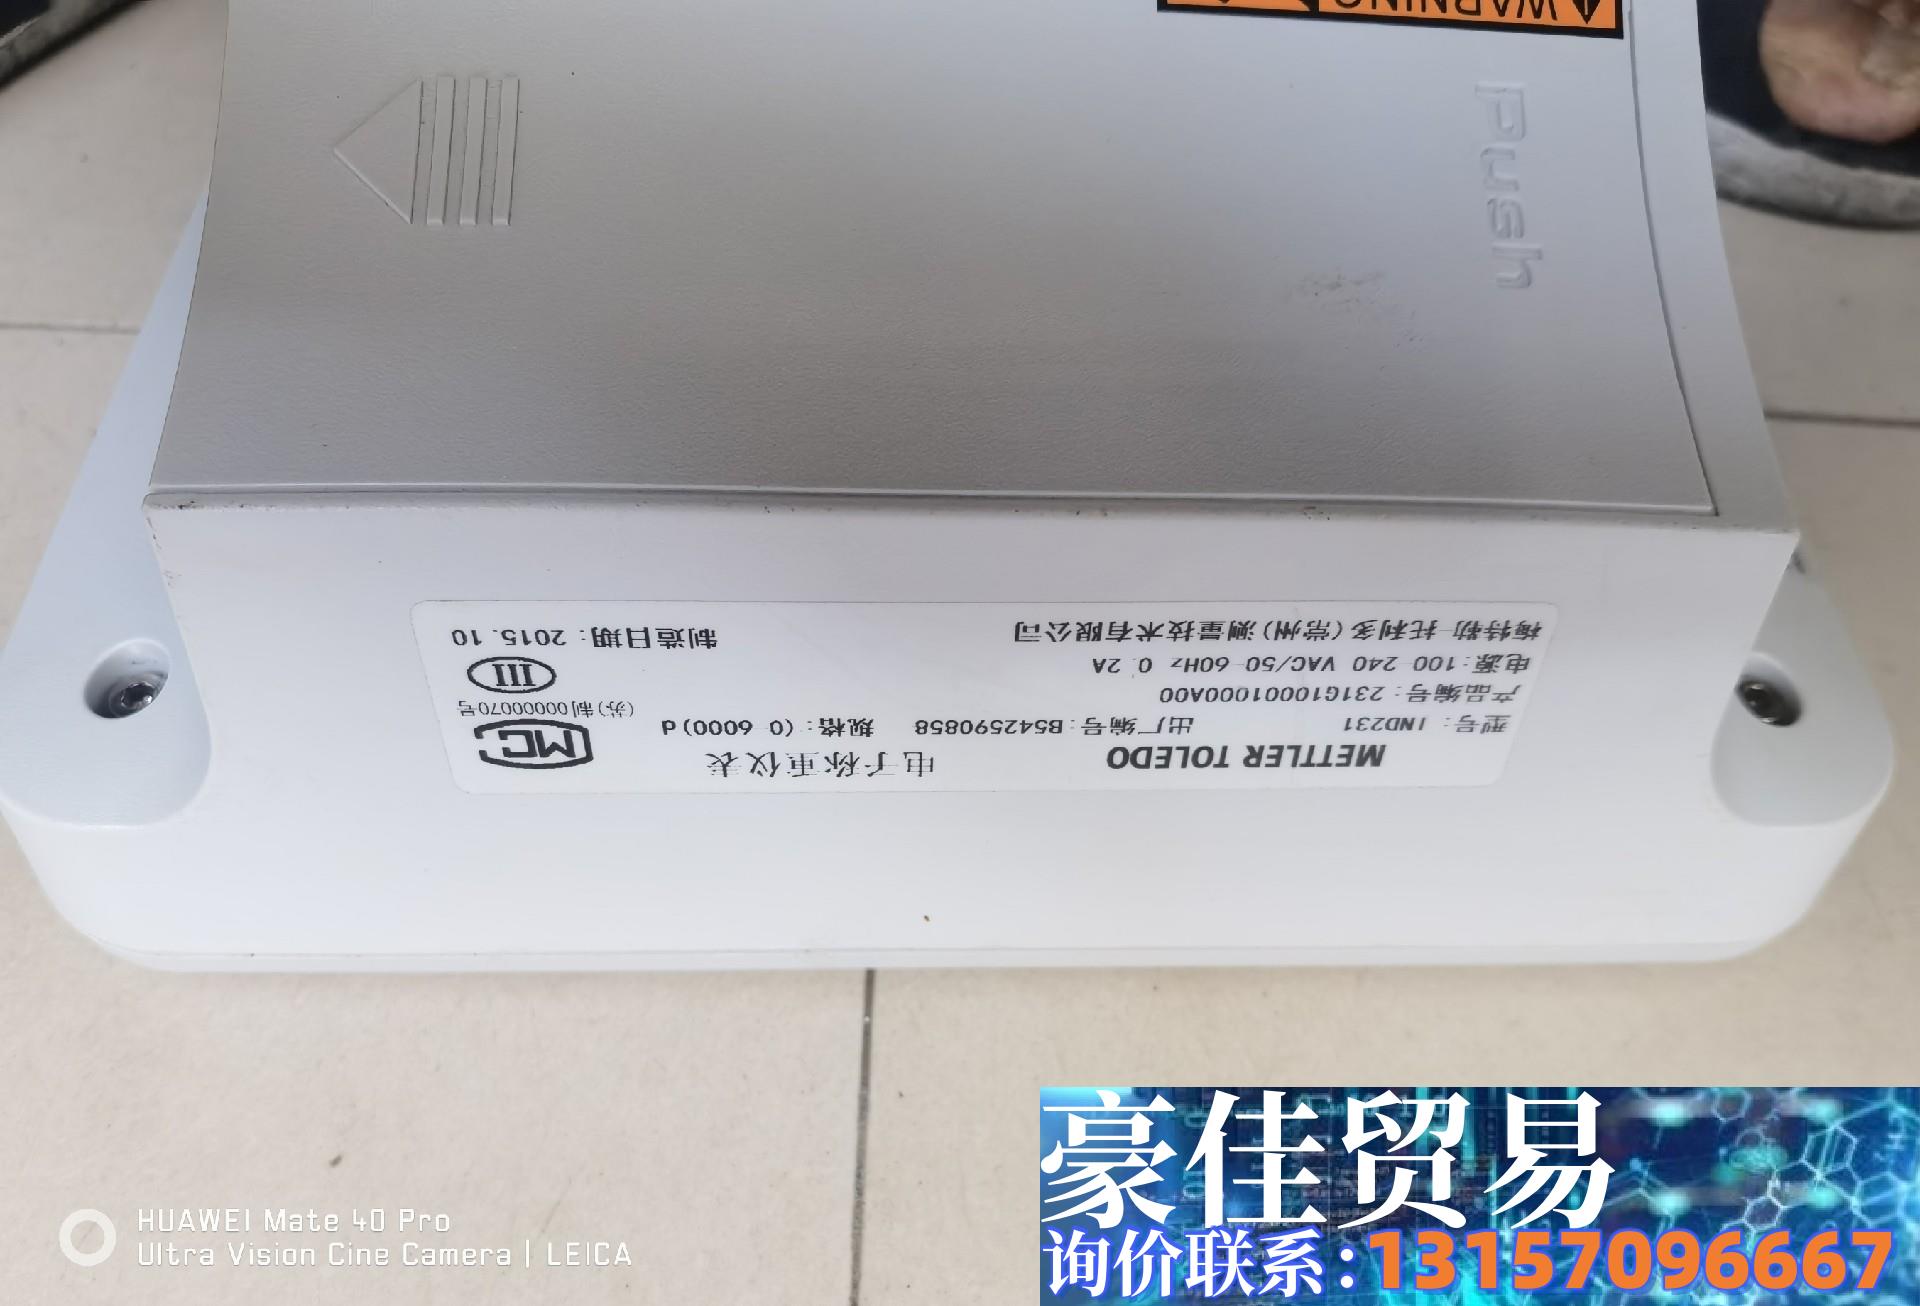 WARNING
Push
METTLER TOLEDO 电子称重仪表
型号: IND231 出厂编号:B542590858 规格:(0-6000)d
产品编号:231G10001000A00
电源:100-240 VAC/50-60Hz 0.2A
梅特勒-托利多(常州)测量技术有限公司
MC
(苏)制00000070号
III
制造日期:2015.10
豪佳贸易
询价联系:13157096667
HUAWEI Mate 40 Pro
Ultra Vision Cine Camera | LEICA